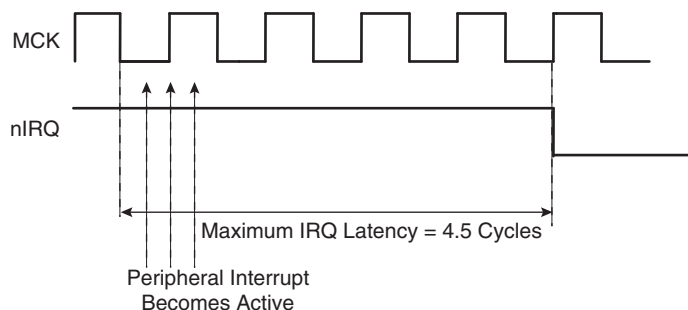 MCK
nIRQ
Maximum IRQ Latency = 4.5 Cycles
Peripheral Interrupt
Becomes Active